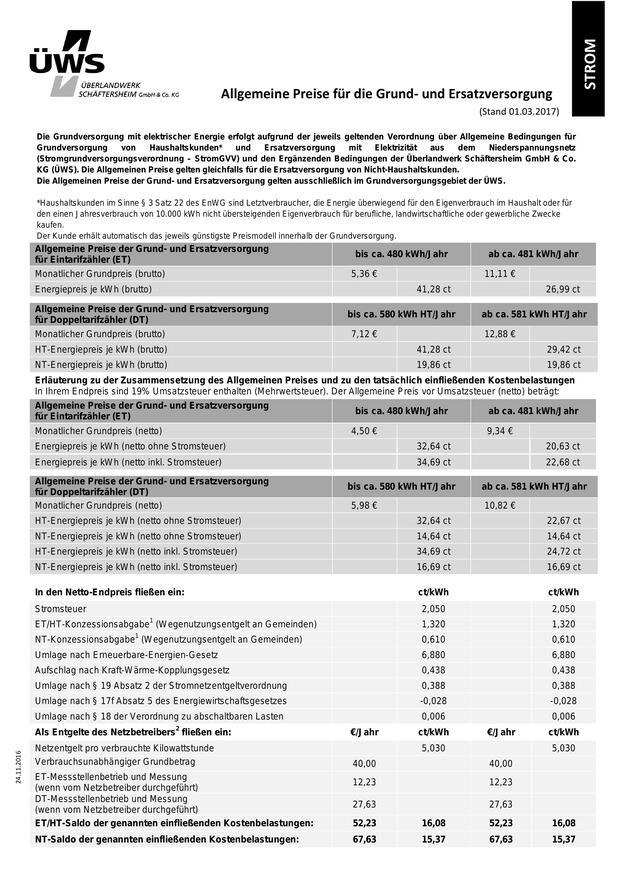 STROM
ÜWS
ÜBERLANDWERK
SCHÄFTERSHEIM GmbH & Co. KG
Allgemeine Preise für die Grund- und Ersatzversorgung
(Stand 01.03.2017)
Die Grundversorgung mit elektrischer Energie erfolgt aufgrund der jeweils geltenden Verordnung über Allgemeine Bedingungen für
Grundversorgung von Haushaltskunden* und Ersatzversorgung mit Elektrizität aus dem Niederspannungsnetz
(Stromgrundversorgungsverordnung – StromGVV) und den Ergänzenden Bedingungen der Überlandwerk Schäftersheim GmbH & Co.
KG (ÜWS). Die Allgemeinen Preise gelten gleichfalls für die Ersatzversorgung von Nicht-Haushaltskunden.
Die Allgemeinen Preise der Grund- und Ersatzversorgung gelten ausschließlich im Grundversorgungsgebiet der ÜWS.
*Haushaltskunden im Sinne § 3 Satz 22 des EnWG sind Letztverbraucher, die Energie überwiegend für den Eigenverbrauch im Haushalt oder für
den einen Jahresverbrauch von 10.000 kWh nicht übersteigenden Eigenverbrauch für berufliche, landwirtschaftliche oder gewerbliche Zwecke
kaufen.
Der Kunde erhält automatisch das jeweils günstigste Preismodell innerhalb der Grundversorgung.
Allgemeine Preise der Grund- und Ersatzversorgung
für Eintarifzähler (ET) bis ca. 480 kWh/Jahr ab ca. 481 kWh/Jahr
Monatlicher Grundpreis (brutto) 5,36 € 11,11 €
Energiepreis je kWh (brutto) 41,28 ct 26,99 ct
Allgemeine Preise der Grund- und Ersatzversorgung
für Doppeltarifzähler (DT) bis ca. 580 kWh HT/Jahr ab ca. 581 kWh HT/Jahr
Monatlicher Grundpreis (brutto) 7,12 € 12,88 €
HT-Energiepreis je kWh (brutto) 41,28 ct 29,42 ct
NT-Energiepreis je kWh (brutto) 19,86 ct 19,86 ct
Erläuterung zu der Zusammensetzung des Allgemeinen Preises und zu den tatsächlich einfließenden Kostenbelastungen
In Ihrem Endpreis sind 19% Umsatzsteuer enthalten (Mehrwertsteuer). Der Allgemeine Preis vor Umsatzsteuer (netto) beträgt:
Allgemeine Preise der Grund- und Ersatzversorgung
für Eintarifzähler (ET) bis ca. 480 kWh/Jahr ab ca. 481 kWh/Jahr
Monatlicher Grundpreis (netto) 4,50 € 9,34 €
Energiepreis je kWh (netto ohne Stromsteuer) 32,64 ct 20,63 ct
Energiepreis je kWh (netto inkl. Stromsteuer) 34,69 ct 22,68 ct
Allgemeine Preise der Grund- und Ersatzversorgung
für Doppeltarifzähler (DT) bis ca. 580 kWh HT/Jahr ab ca. 581 kWh HT/Jahr
Monatlicher Grundpreis (netto) 5,98 € 10,82 €
HT-Energiepreis je kWh (netto ohne Stromsteuer) 32,64 ct 22,67 ct
NT-Energiepreis je kWh (netto ohne Stromsteuer) 14,64 ct 14,64 ct
HT-Energiepreis je kWh (netto inkl. Stromsteuer) 34,69 ct 24,72 ct
NT-Energiepreis je kWh (netto inkl. Stromsteuer) 16,69 ct 16,69 ct
In den Netto-Endpreis fließen ein: ct/kWh ct/kWh
Stromsteuer 2,050 2,050
ET/HT-Konzessionsabgabe¹ (Wegenutzungsentgelt an Gemeinden) 1,320 1,320
NT-Konzessionsabgabe¹ (Wegenutzungsentgelt an Gemeinden) 0,610 0,610
Umlage nach Erneuerbare-Energien-Gesetz 6,880 6,880
Aufschlag nach Kraft-Wärme-Kopplungsgesetz 0,438 0,438
Umlage nach § 19 Absatz 2 der Stromnetzentgeltverordnung 0,388 0,388
Umlage nach § 17f Absatz 5 des Energiewirtschaftsgesetzes -0,028 -0,028
Umlage nach § 18 der Verordnung zu abschaltbaren Lasten 0,006 0,006
Als Entgelte des Netzbetreibers² fließen ein: €/Jahr ct/kWh €/Jahr ct/kWh
Netzentgelt pro verbrauchte Kilowattstunde 5,030 5,030
Verbrauchsunabhängiger Grundbetrag 40,00 40,00
ET-Messstellenbetrieb und Messung
(wenn vom Netzbetreiber durchgeführt) 12,23 12,23
DT-Messstellenbetrieb und Messung
(wenn vom Netzbetreiber durchgeführt) 27,63 27,63
ET/HT-Saldo der genannten einfließenden Kostenbelastungen: 52,23 16,08 52,23 16,08
NT-Saldo der genannten einfließenden Kostenbelastungen: 67,63 15,37 67,63 15,37
24.11.2016